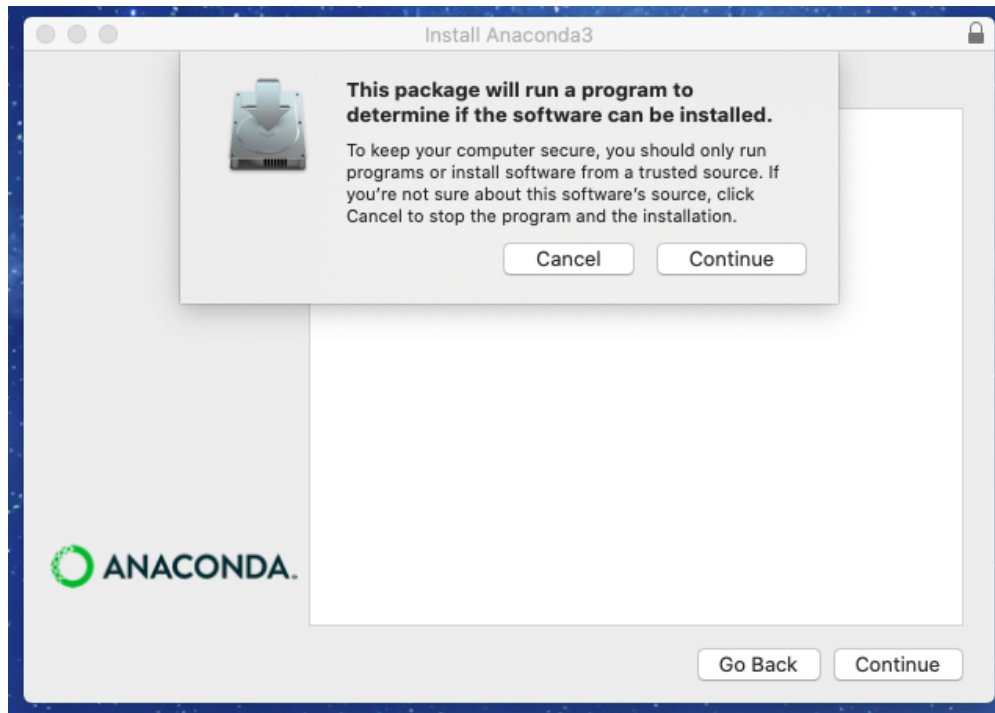 Install Anaconda3
This package will run a program to
determine if the software can be installed.
To keep your computer secure, you should only run
programs or install software from a trusted source. If
you’re not sure about this software’s source, click
Cancel to stop the program and the installation.
Cancel
Continue
ANACONDA.
Go Back
Continue